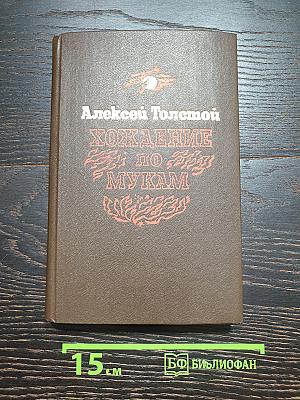 Алексей Толстой
ХОЖДЕНИЕ
ПО
МУКАМ
15 см
БФ БИБЛИОФАН